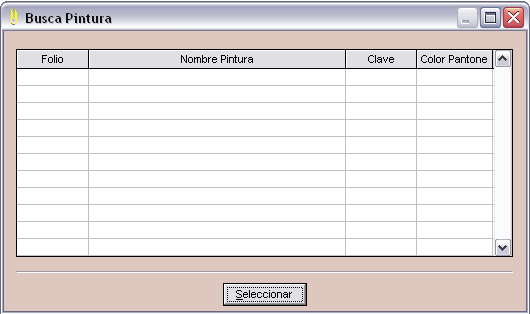 Busca Pintura
Folio Nombre Pintura Clave Color Pantone
Seleccionar